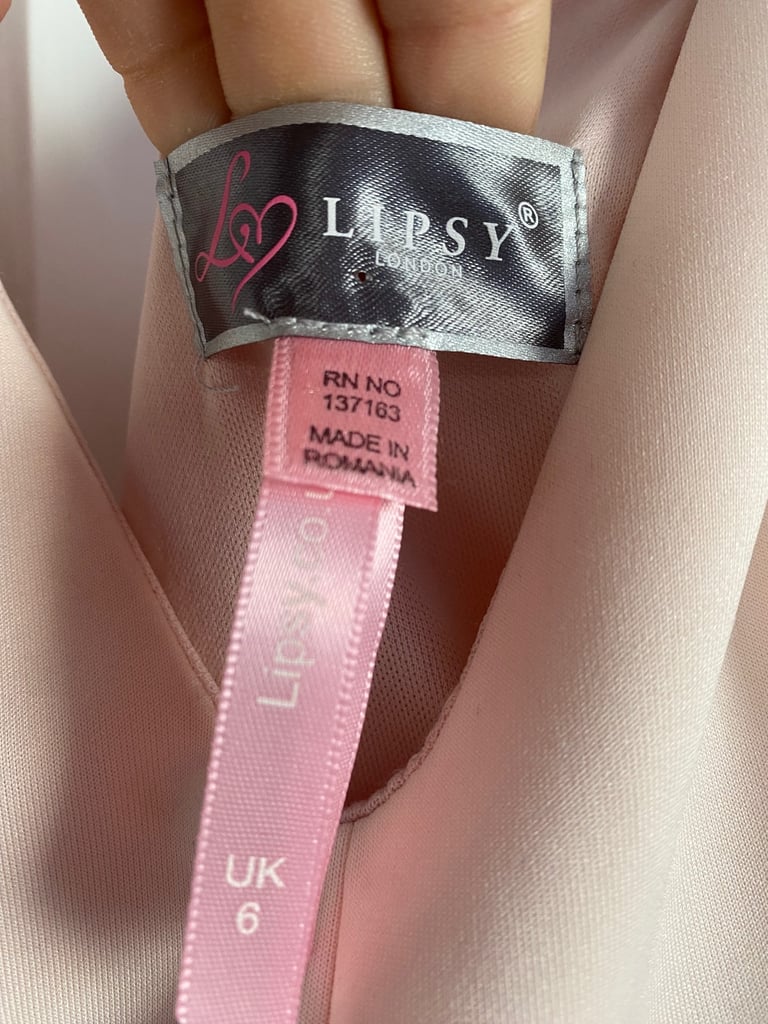 LIPSY®
LONDON
RN NO
137163
MADE IN
ROMANIA
Lipsy.co.u
UK
6